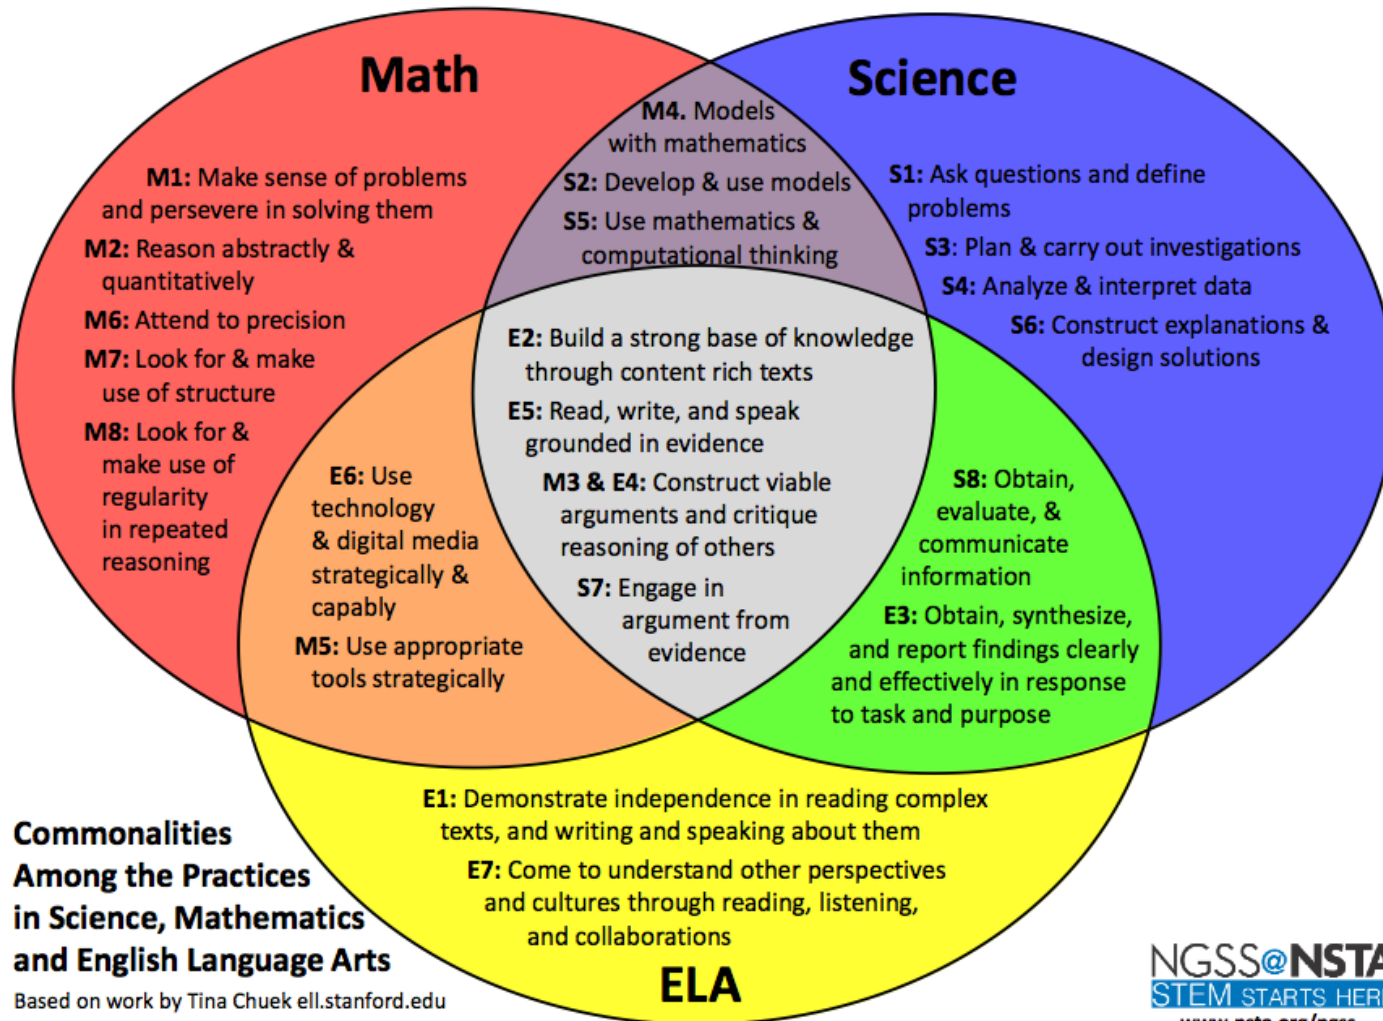 Math
Science
M4. Models
with mathematics
S2: Develop & use models
S5: Use mathematics &
computational thinking
M1: Make sense of problems
and persevere in solving them
M2: Reason abstractly &
quantitatively
M6: Attend to precision
M7: Look for & make
use of structure
M8: Look for &
make use of
regularity
in repeated
reasoning
S1: Ask questions and define
problems
S3: Plan & carry out investigations
S4: Analyze & interpret data
S6: Construct explanations &
design solutions
E2: Build a strong base of knowledge
through content rich texts
E5: Read, write, and speak
grounded in evidence
M3 & E4: Construct viable
arguments and critique
reasoning of others
S7: Engage in
argument from
evidence
E6: Use
technology
& digital media
strategically &
capably
M5: Use appropriate
tools strategically
S8: Obtain,
evaluate, &
communicate
information
E3: Obtain, synthesize,
and report findings clearly
and effectively in response
to task and purpose
E1: Demonstrate independence in reading complex
texts, and writing and speaking about them
E7: Come to understand other perspectives
and cultures through reading, listening,
and collaborations
ELA
Commonalities
Among the Practices
in Science, Mathematics
and English Language Arts
Based on work by Tina Chuek ell.stanford.edu
NGSS@NSTA
STEM STARTS HERE
www.nsta.org/ngss